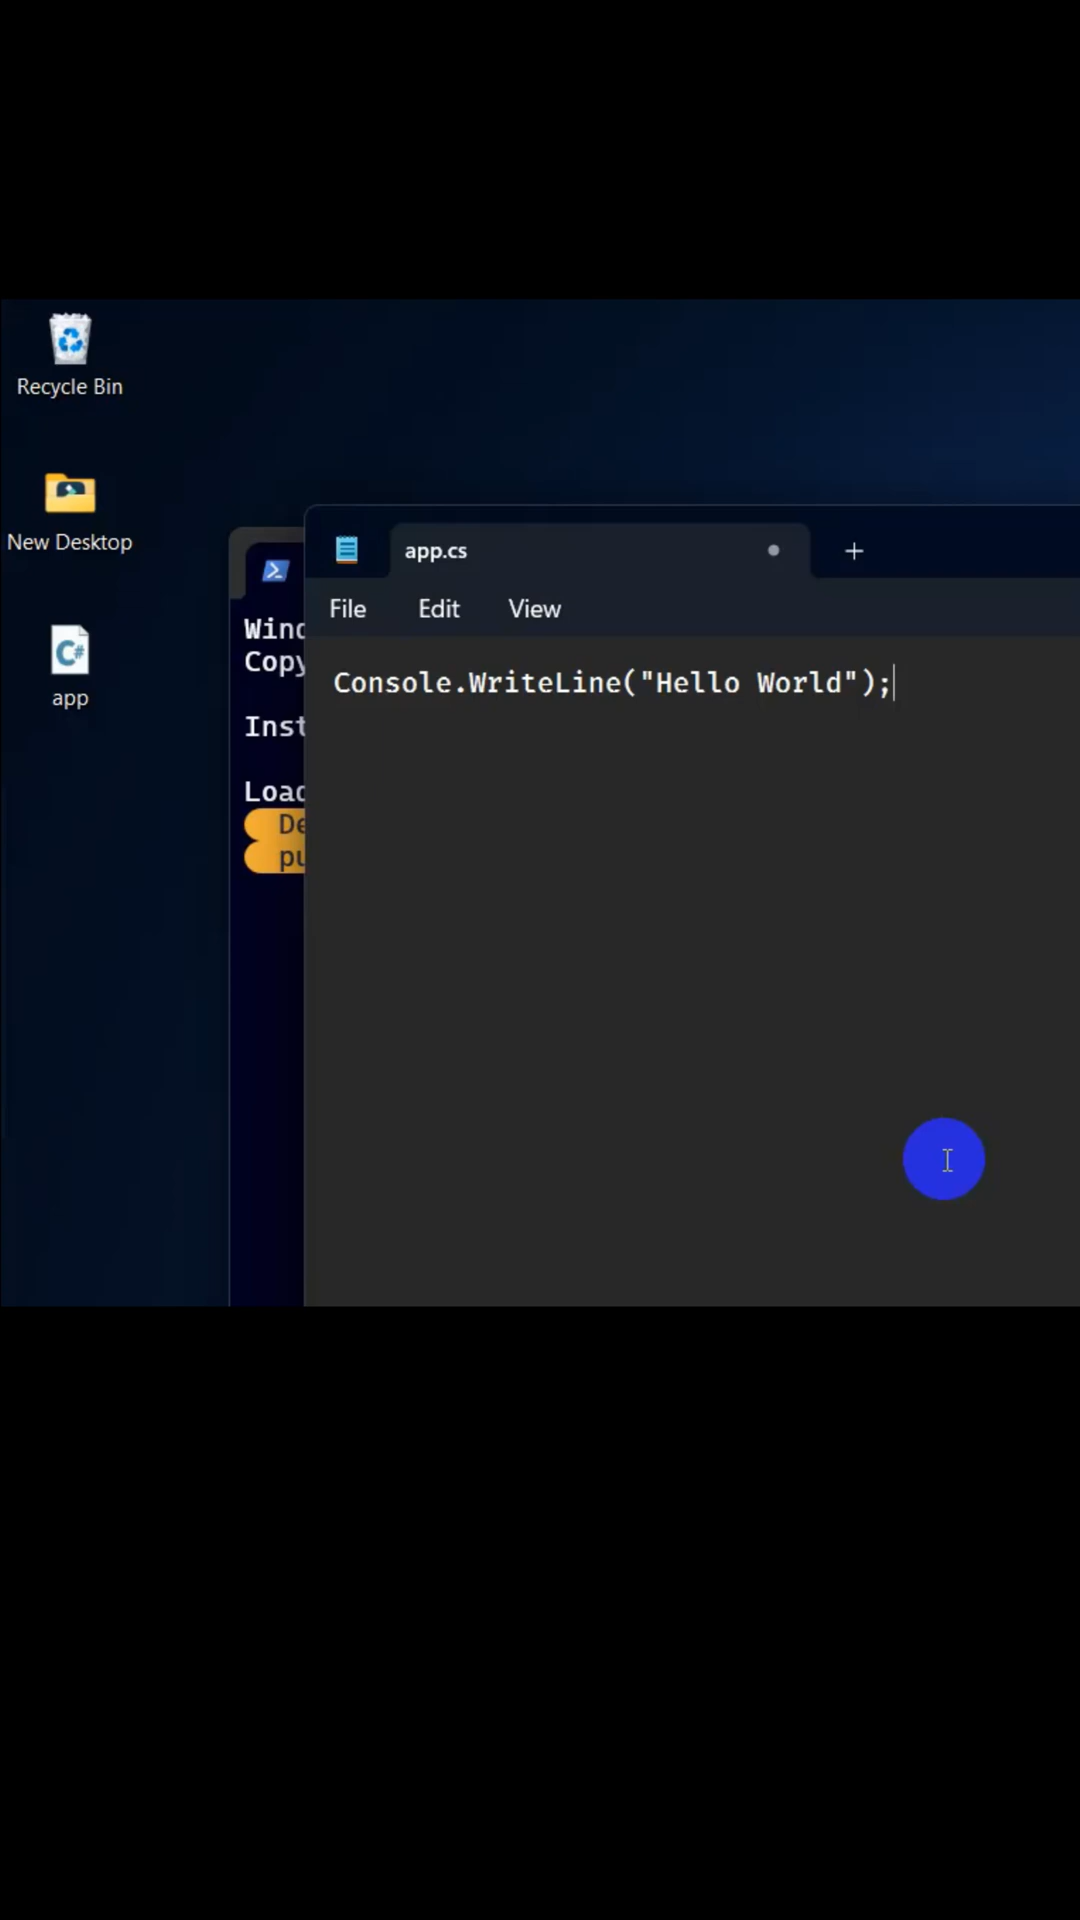 Recycle Bin
New Desktop
app
app.cs
File Edit View
Console.WriteLine("Hello World");